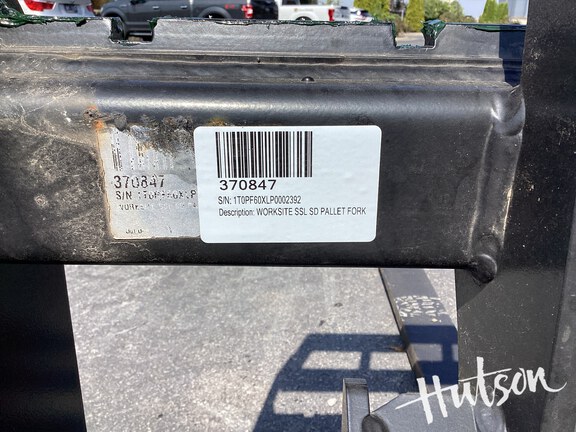 370847
S/N: 1T0PF60XLP0002392
Description: WORKSITE SSL SD PALLET FORK
370847
S/N
Hutson